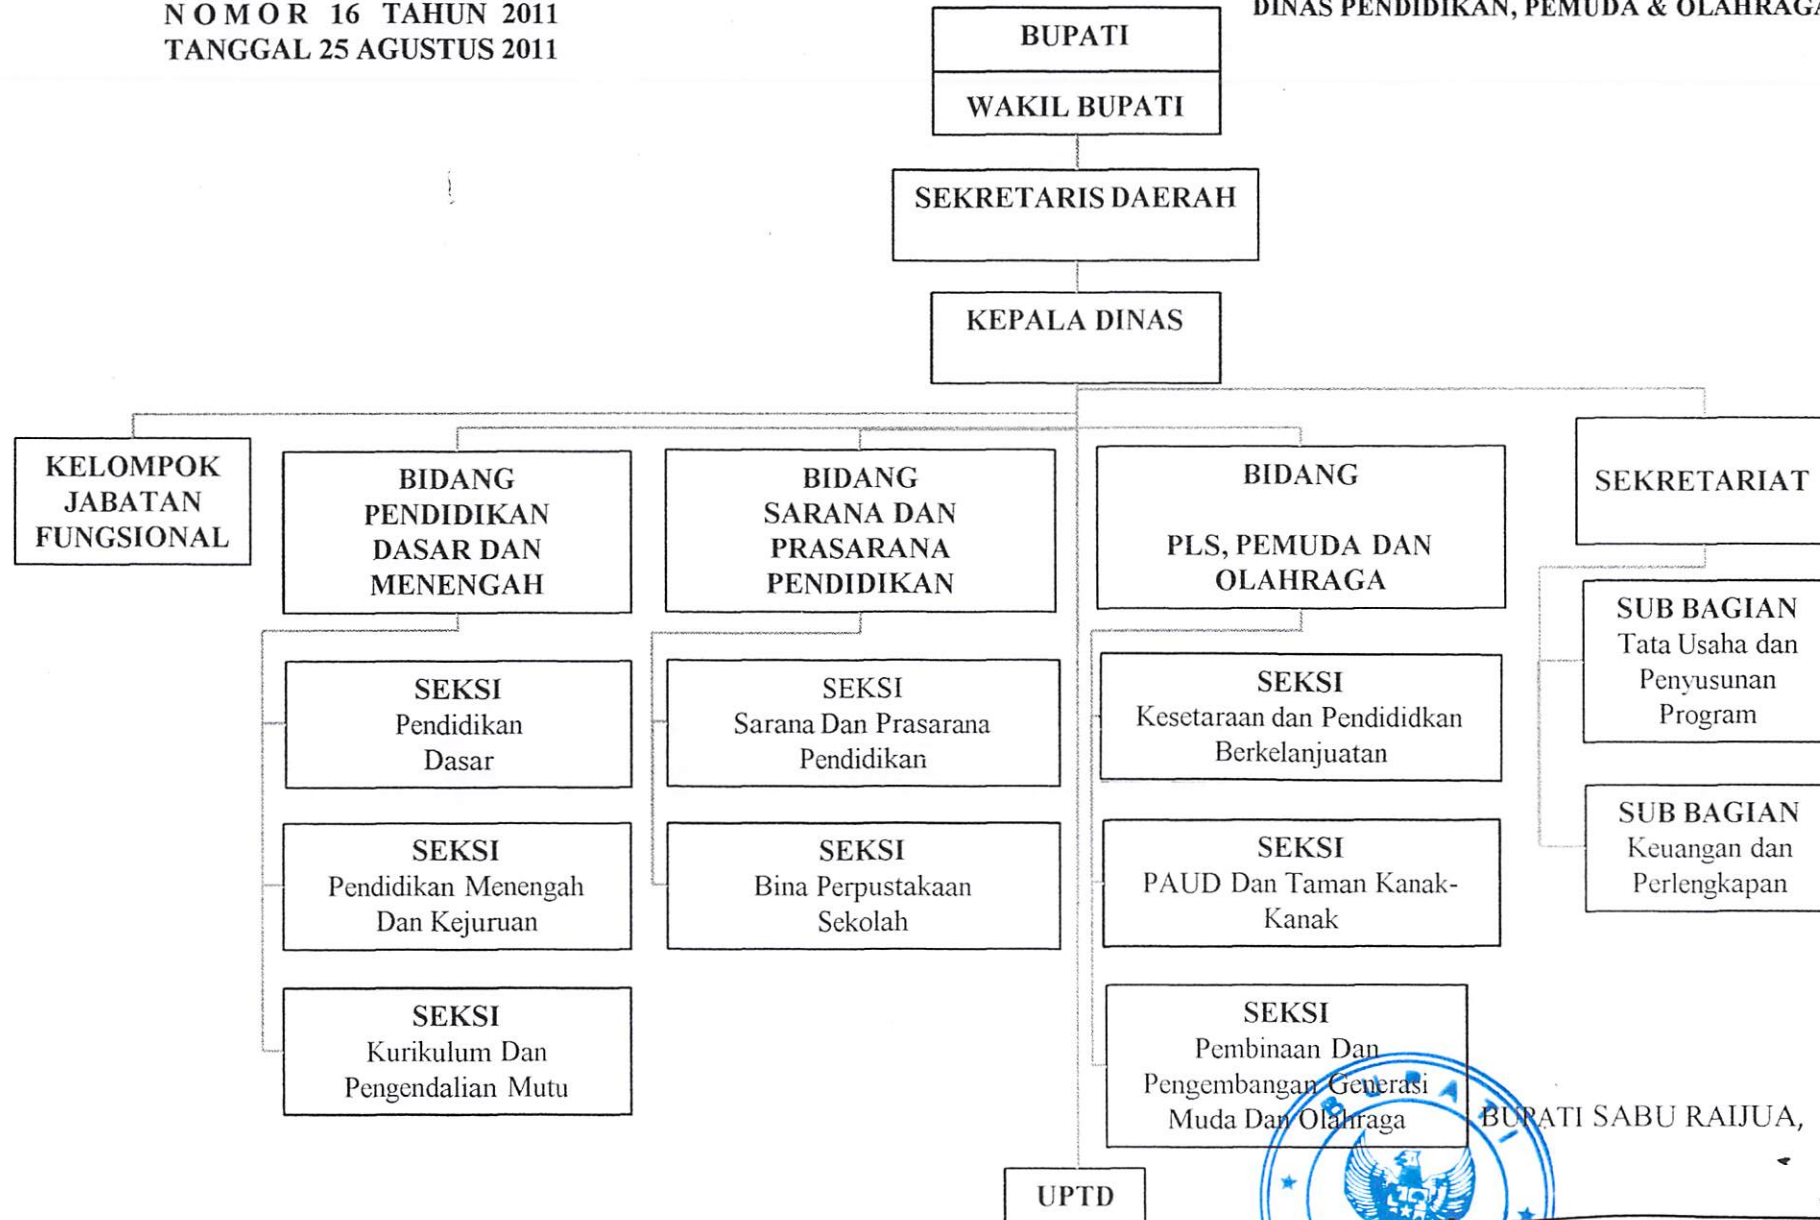 N O M O R 16 TAHUN 2011
TANGGAL 25 AGUSTUS 2011
DINAS PENDIDIKAN, PEMUDA & OLAHRAGA
BUPATI
WAKIL BUPATI
SEKRETARIS DAERAH
KEPALA DINAS
KELOMPOK
JABATAN
FUNGSIONAL
BIDANG
PENDIDIKAN
DASAR DAN
MENENGAH
BIDANG
SARANA DAN
PRASARANA
PENDIDIKAN
BIDANG
PLS, PEMUDA DAN
OLAHRAGA
SEKRETARIAT
SEKSI
Pendidikan
Dasar
SEKSI
Pendidikan Menengah
Dan Kejuruan
SEKSI
Kurikulum Dan
Pengendalian Mutu
SEKSI
Sarana Dan Prasarana
Pendidikan
SEKSI
Bina Perpustakaan
Sekolah
SEKSI
Kesetaraan dan Pendididkan
Berkelanjuatan
SEKSI
PAUD Dan Taman Kanak-
Kanak
SEKSI
Pembinaan Dan
Pengembangan Generasi
Muda Dan Olahraga
SUB BAGIAN
Tata Usaha dan
Penyusunan
Program
SUB BAGIAN
Keuangan dan
Perlengkapan
UPTD
BUPATI SABU RAIJUA,
BUPATI